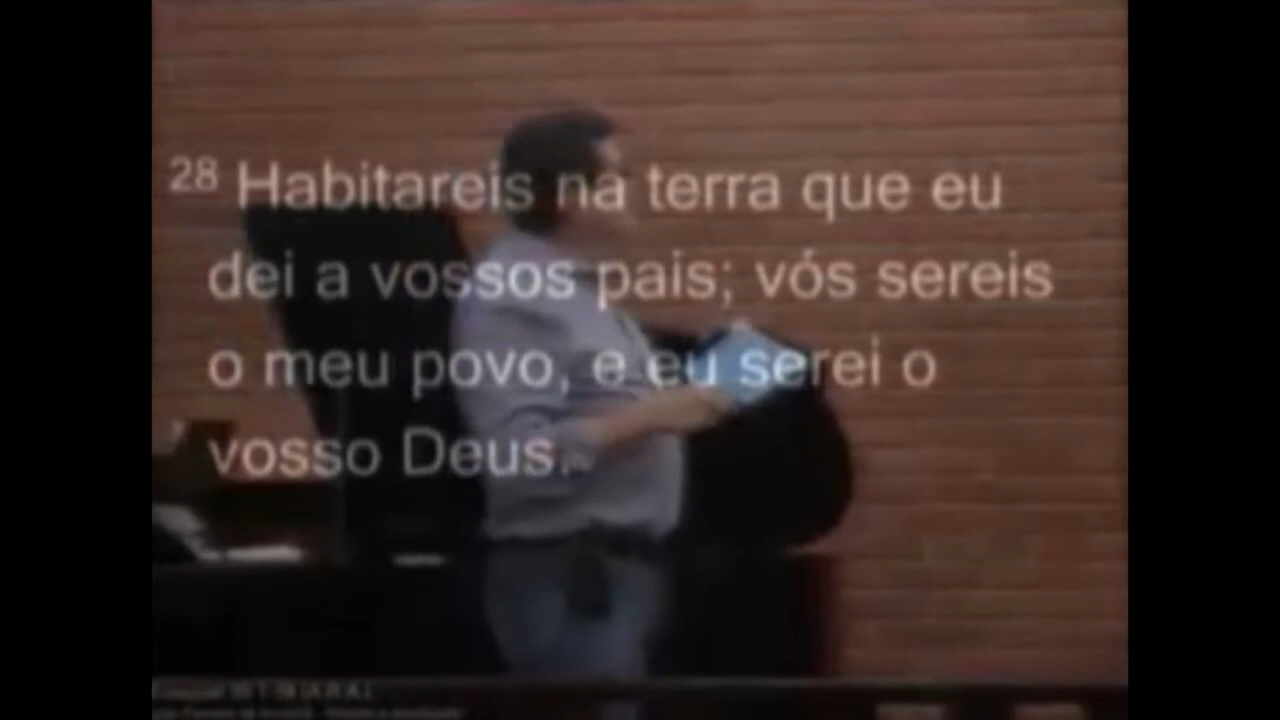 28 Habitareis na terra que eu
dei a vossos pais; vós sereis
o meu povo, e eu serei o
vosso Deus.